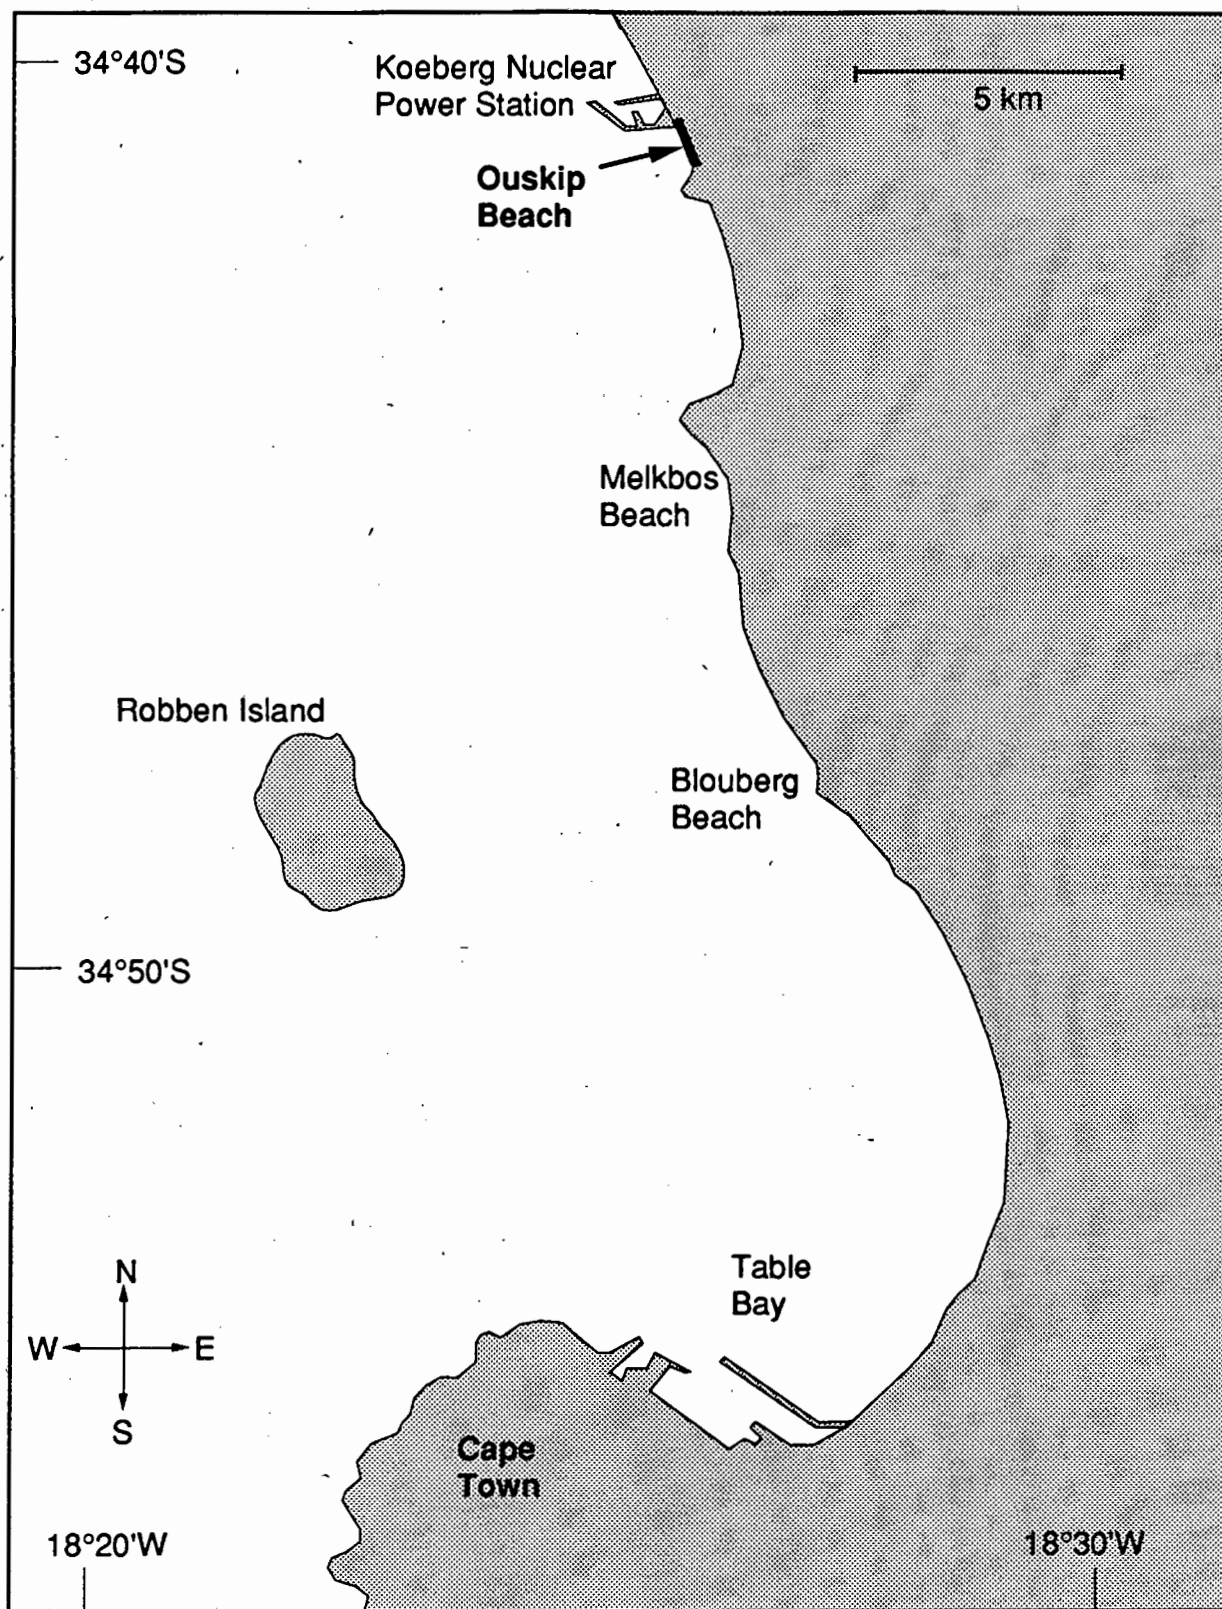 34°40'S
Koeberg Nuclear
Power Station
5 km
Ouskip
Beach
Melkbos
Beach
Robben Island
Blouberg
Beach
34°50'S
Table
Bay
N
W
E
S
Cape
Town
18°20'W
18°30'W